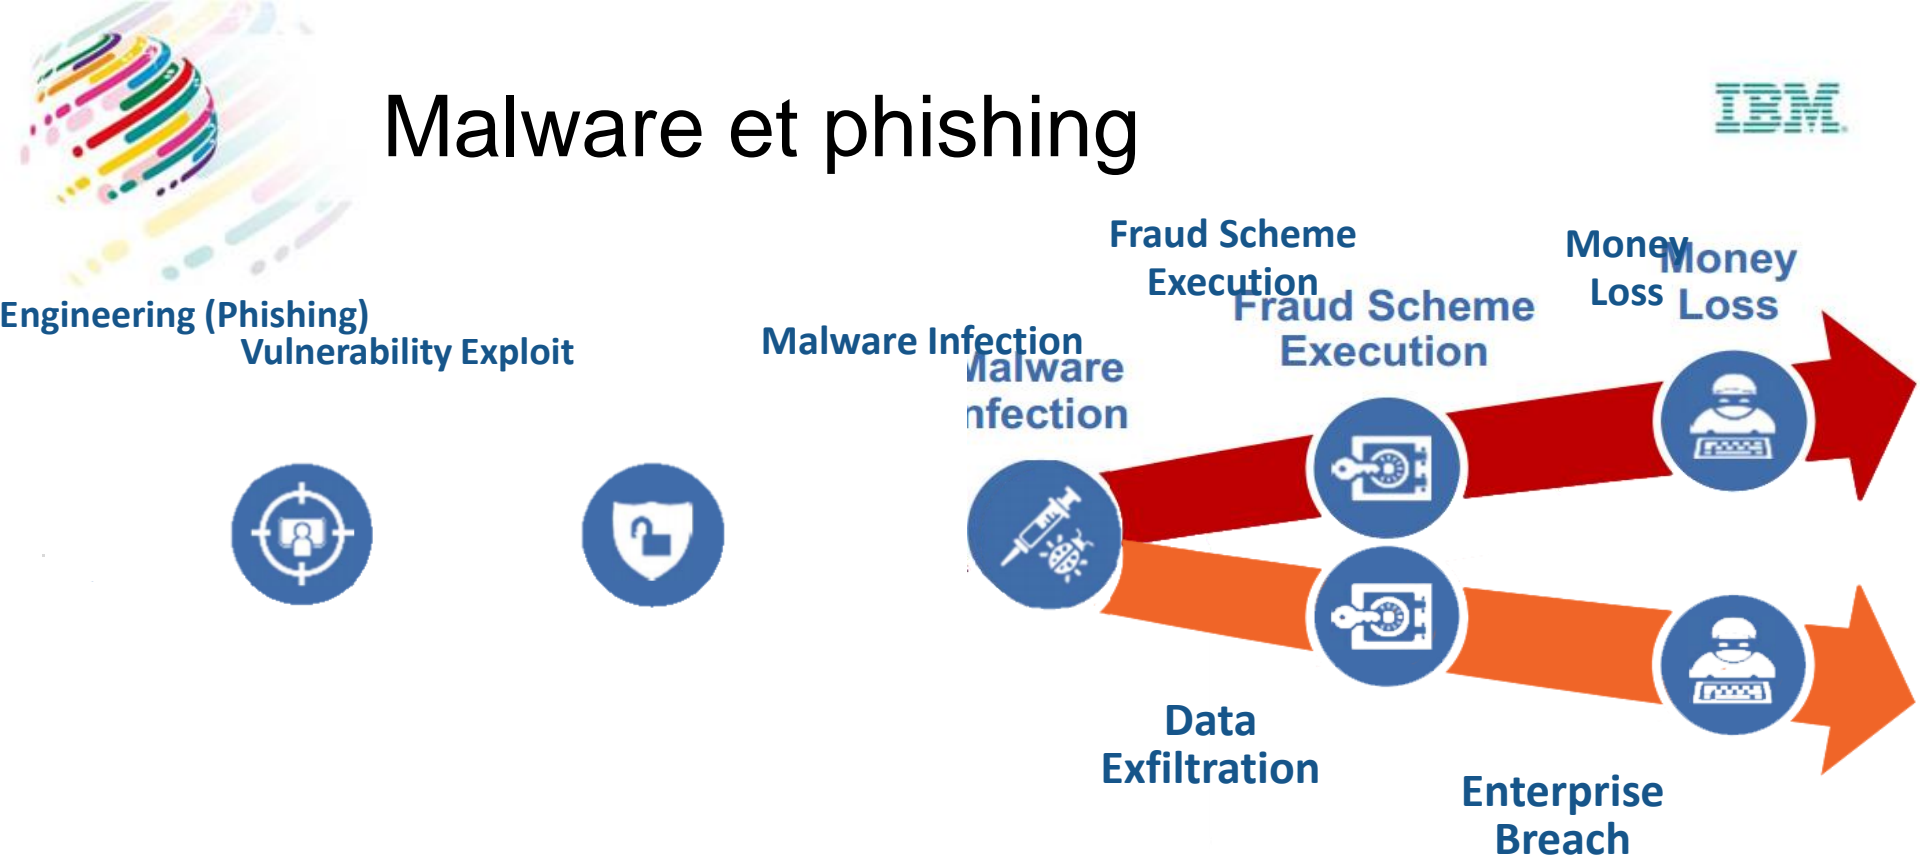 Malware et phishing
IBM
Engineering (Phishing)
Vulnerability Exploit
Malware Infection
Malware
nfection
Fraud Scheme
Execution
Fraud Scheme
Execution
Money
Loss
Money
Loss
Data
Exfiltration
Enterprise
Breach